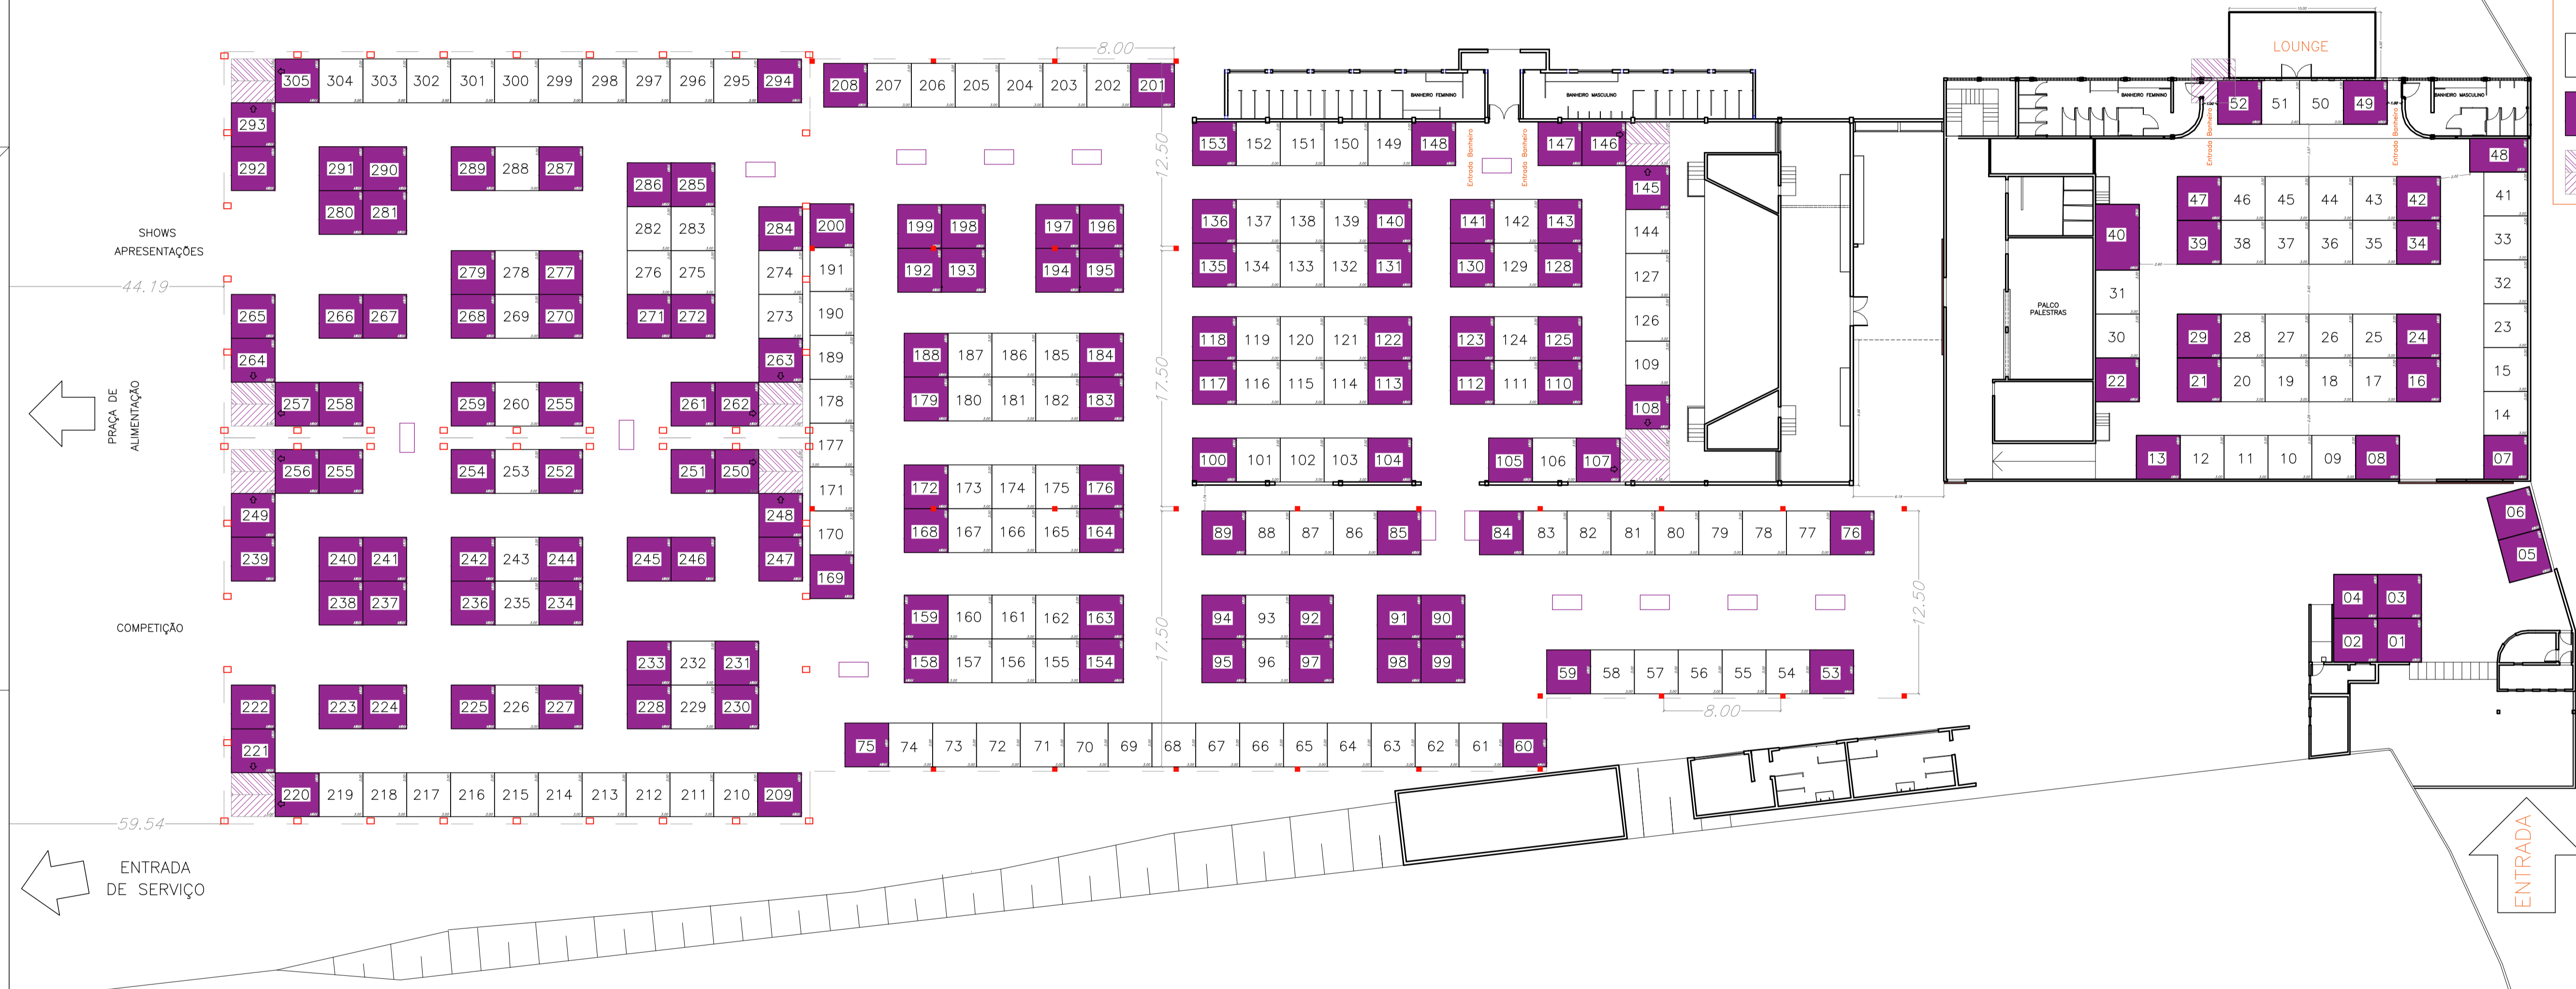 LOUNGE
10.00
8.00
305 304 303 302 301 300 299 298 297 296 295 294
208 207 206 205 204 203 202 201
BANHEIRO FEMININO
BANHEIRO MASCULINO
BANHEIRO FEMININO
BANHEIRO MASCULINO
52 51 50 49
293
12.50
153 152 151 150 149 148
Entrada Banheiro
Entrada Banheiro
147 146
Entrada Banheiro
Entrada Banheiro
48
292 291 290 289 288 287
286 285
145
47 46 45 44 43 42
41
280 281
282 283
284 200
199 198 197 196
136 137 138 139 140 141 142 143
144
40
39 38 37 36 35 34
33
SHOWS
APRESENTAÇÕES
279 278 277
276 275
274 191
192 193 194 195
135 134 133 132 131 130 129 128
127
31
32
44.19
265 266 267 268 269 270 271 272 273 190
126
PALCO
PALESTRAS
30
29 28 27 26 25 24
23
264
263 189
188 187 186 185 184
118 119 120 121 122 123 124 125
109
PRAÇA DE
ALIMENTAÇÃO
257 258 259 260 255 261 262 178
179 180 181 182 183
17.50
117 116 115 114 113 112 111 110
108
22
21 20 19 18 17 16
15
14
177
256 255 254 253 252 251 250 171
100 101 102 103 104 105 106 107
13 12 11 10 09 08 07
249
248 170
172 173 174 175 176
168 167 166 165 164
89 88 87 86 85 84 83 82 81 80 79 78 77 76
06
05
239 240 241 242 243 244 245 246 247 169
238 237 236 235 234
159 160 161 162 163
94 93 92 91 90
12.50
04 03
02 01
COMPETIÇÃO
233 232 231
158 157 156 155 154
17.50
95 96 97 98 99
59 58 57 56 55 54 53
8.00
222 223 224 225 226 227 228 229 230
221
75 74 73 72 71 70 69 68 67 66 65 64 63 62 61 60
220 219 218 217 216 215 214 213 212 211 210 209
59.54
ENTRADA
DE SERVIÇO
ENTRADA